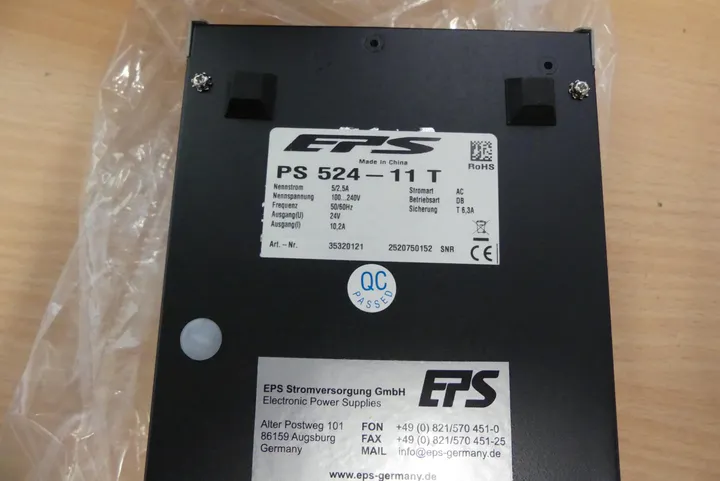 EPS
Made in China
RoHS
PS 524-11 T
Nennstrom 5/2.5A Stromart AC
Nennspannung 100...240V Betriebsart DB
Frequenz 50/60Hz Sicherung T 6,3A
Ausgang(U) 24V
Ausgang(I) 10,2A
Art.-Nr. 35320121 2520750152 SNR
CE
QC
PASSED
EPS Stromversorgung GmbH
Electronic Power Supplies
EPS
Alter Postweg 101 FON +49 (0) 821/570 451-0
86159 Augsburg FAX +49 (0) 821/570 451-25
Germany MAIL info@eps-germany.de
www.eps-germany.de